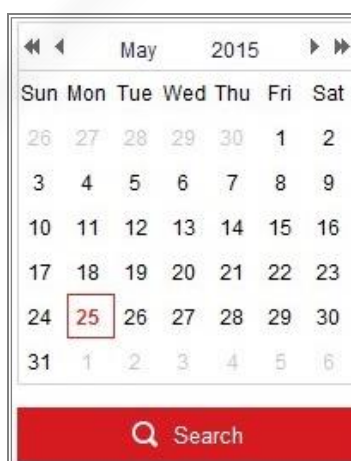 May 2015
Sun Mon Tue Wed Thu Fri Sat
26 27 28 29 30 1 2
3 4 5 6 7 8 9
10 11 12 13 14 15 16
17 18 19 20 21 22 23
24 25 26 27 28 29 30
31 1 2 3 4 5 6
Search